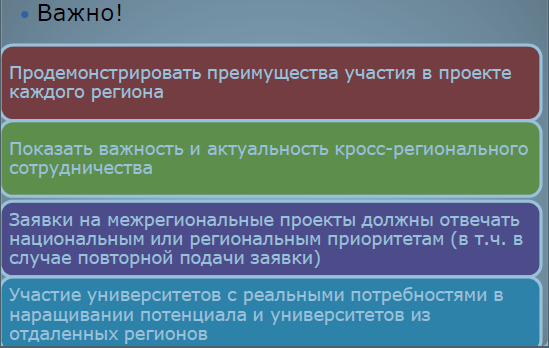 Важно!
Продемонстрировать преимущества участия в проекте
каждого региона
Показать важность и актуальность кросс-регионального
сотрудничества
Заявки на межрегиональные проекты должны отвечать
национальным или региональным приоритетам (в т.ч. в
случае повторной подачи заявки)
Участие университетов с реальными потребностями в
наращивании потенциала и университетов из
отдаленных регионов